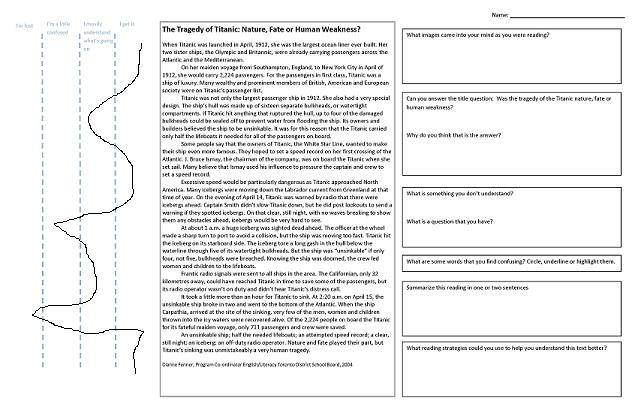 Name:
I'm lost
I'm a little
confused
I mostly
understand
what's going
on
I get it
The Tragedy of Titanic: Nature, Fate or Human Weakness?
When Titanic was launched in April, 1912, she was the largest ocean liner ever built. Her
two sister ships, the Olympic and Britannic, were already carrying passengers across the
Atlantic and the Mediterranean.
On her maiden voyage from Southampton, England, to New York City in April of
1912, she would carry 2,224 passengers. For the passengers in first class, Titanic was a
ship of luxury. Many wealthy and prominent members of British, American and European
society were on Titanic's passenger list.
Titanic was not only the largest passenger ship in 1912. She also had a very special
design. The ship's hull was made up of sixteen separate bulkheads, or watertight
compartments. If Titanic hit anything that ruptured the hull, up to four of the damaged
bulkheads could be sealed off to prevent water from flooding the ship. Its owners and
builders believed the ship to be unsinkable. It was for this reason that the Titanic carried
only half the lifeboats it needed for all of the passengers on board.
Some people say that the owners of Titanic, the White Star Line, wanted to make
their ship even more famous. They hoped to set a speed record on her first crossing of the
Atlantic. J. Bruce Ismay, the chairman of the company, was on board the Titanic when she
set sail. Many believe that Ismay used his influence to pressure the captain and crew to
set a speed record.
Excessive speed would be particularly dangerous as Titanic approached North
America. Many icebergs were moving down the Labrador current from Greenland at that
time of year. On the evening of April 14, Titanic was warned by radio that there were
icebergs ahead. Captain Smith didn't slow Titanic down, but he did post lookouts to send a
warning if they spotted icebergs. On that clear, still night, with no waves breaking to show
them any obstacles ahead, icebergs would be very hard to see.
At about 1 a.m. a huge iceberg was sighted dead ahead. The officer at the wheel
made a sharp turn to port to avoid a collision, but the ship was moving too fast. Titanic hit
the iceberg on its starboard side. The iceberg tore a long gash in the hull below the
waterline through five of its watertight bulkheads. But the ship was "unsinkable" if only
four, not five, bulkheads were breached. Knowing the ship was doomed, the crew led
women and children to the lifeboats.
Frantic radio signals were sent to all ships in the area. The Californian, only 32
kilometres away, could have reached Titanic in time to save some of the passengers, but
its radio operator wasn't on duty and didn't hear Titanic's distress call.
It took a little more than an hour for Titanic to sink. At 2:20 a.m. on April 15, the
unsinkable ship broke in two and went to the bottom of the Atlantic. When the ship
Carpathia, arrived at the site of the sinking, very few of the men, women and children
thrown into the icy waters were recovered alive. Of the 2,224 people on board the Titanic
for its fateful maiden voyage, only 711 passengers and crew were saved.
An unsinkable ship; half the needed lifeboats; an attempted speed record; a clear,
still night; an iceberg; an off-duty radio operator. Nature and fate played their part, but
Titanic's sinking was unmistakably a very human tragedy.
Dianne Fenner, Program Co-ordinator English/Literacy Toronto District School Board, 2004
What images came into your mind as you were reading?
Can you answer the title question: Was the tragedy of the Titanic nature, fate or
human weakness?
Why do you think that is the answer?
What is something you don't understand?
What is a question that you have?
What are some words that you find confusing? Circle, underline or highlight them.
Summarize this reading in one or two sentences
What reading strategies could you use to help you understand this text better?